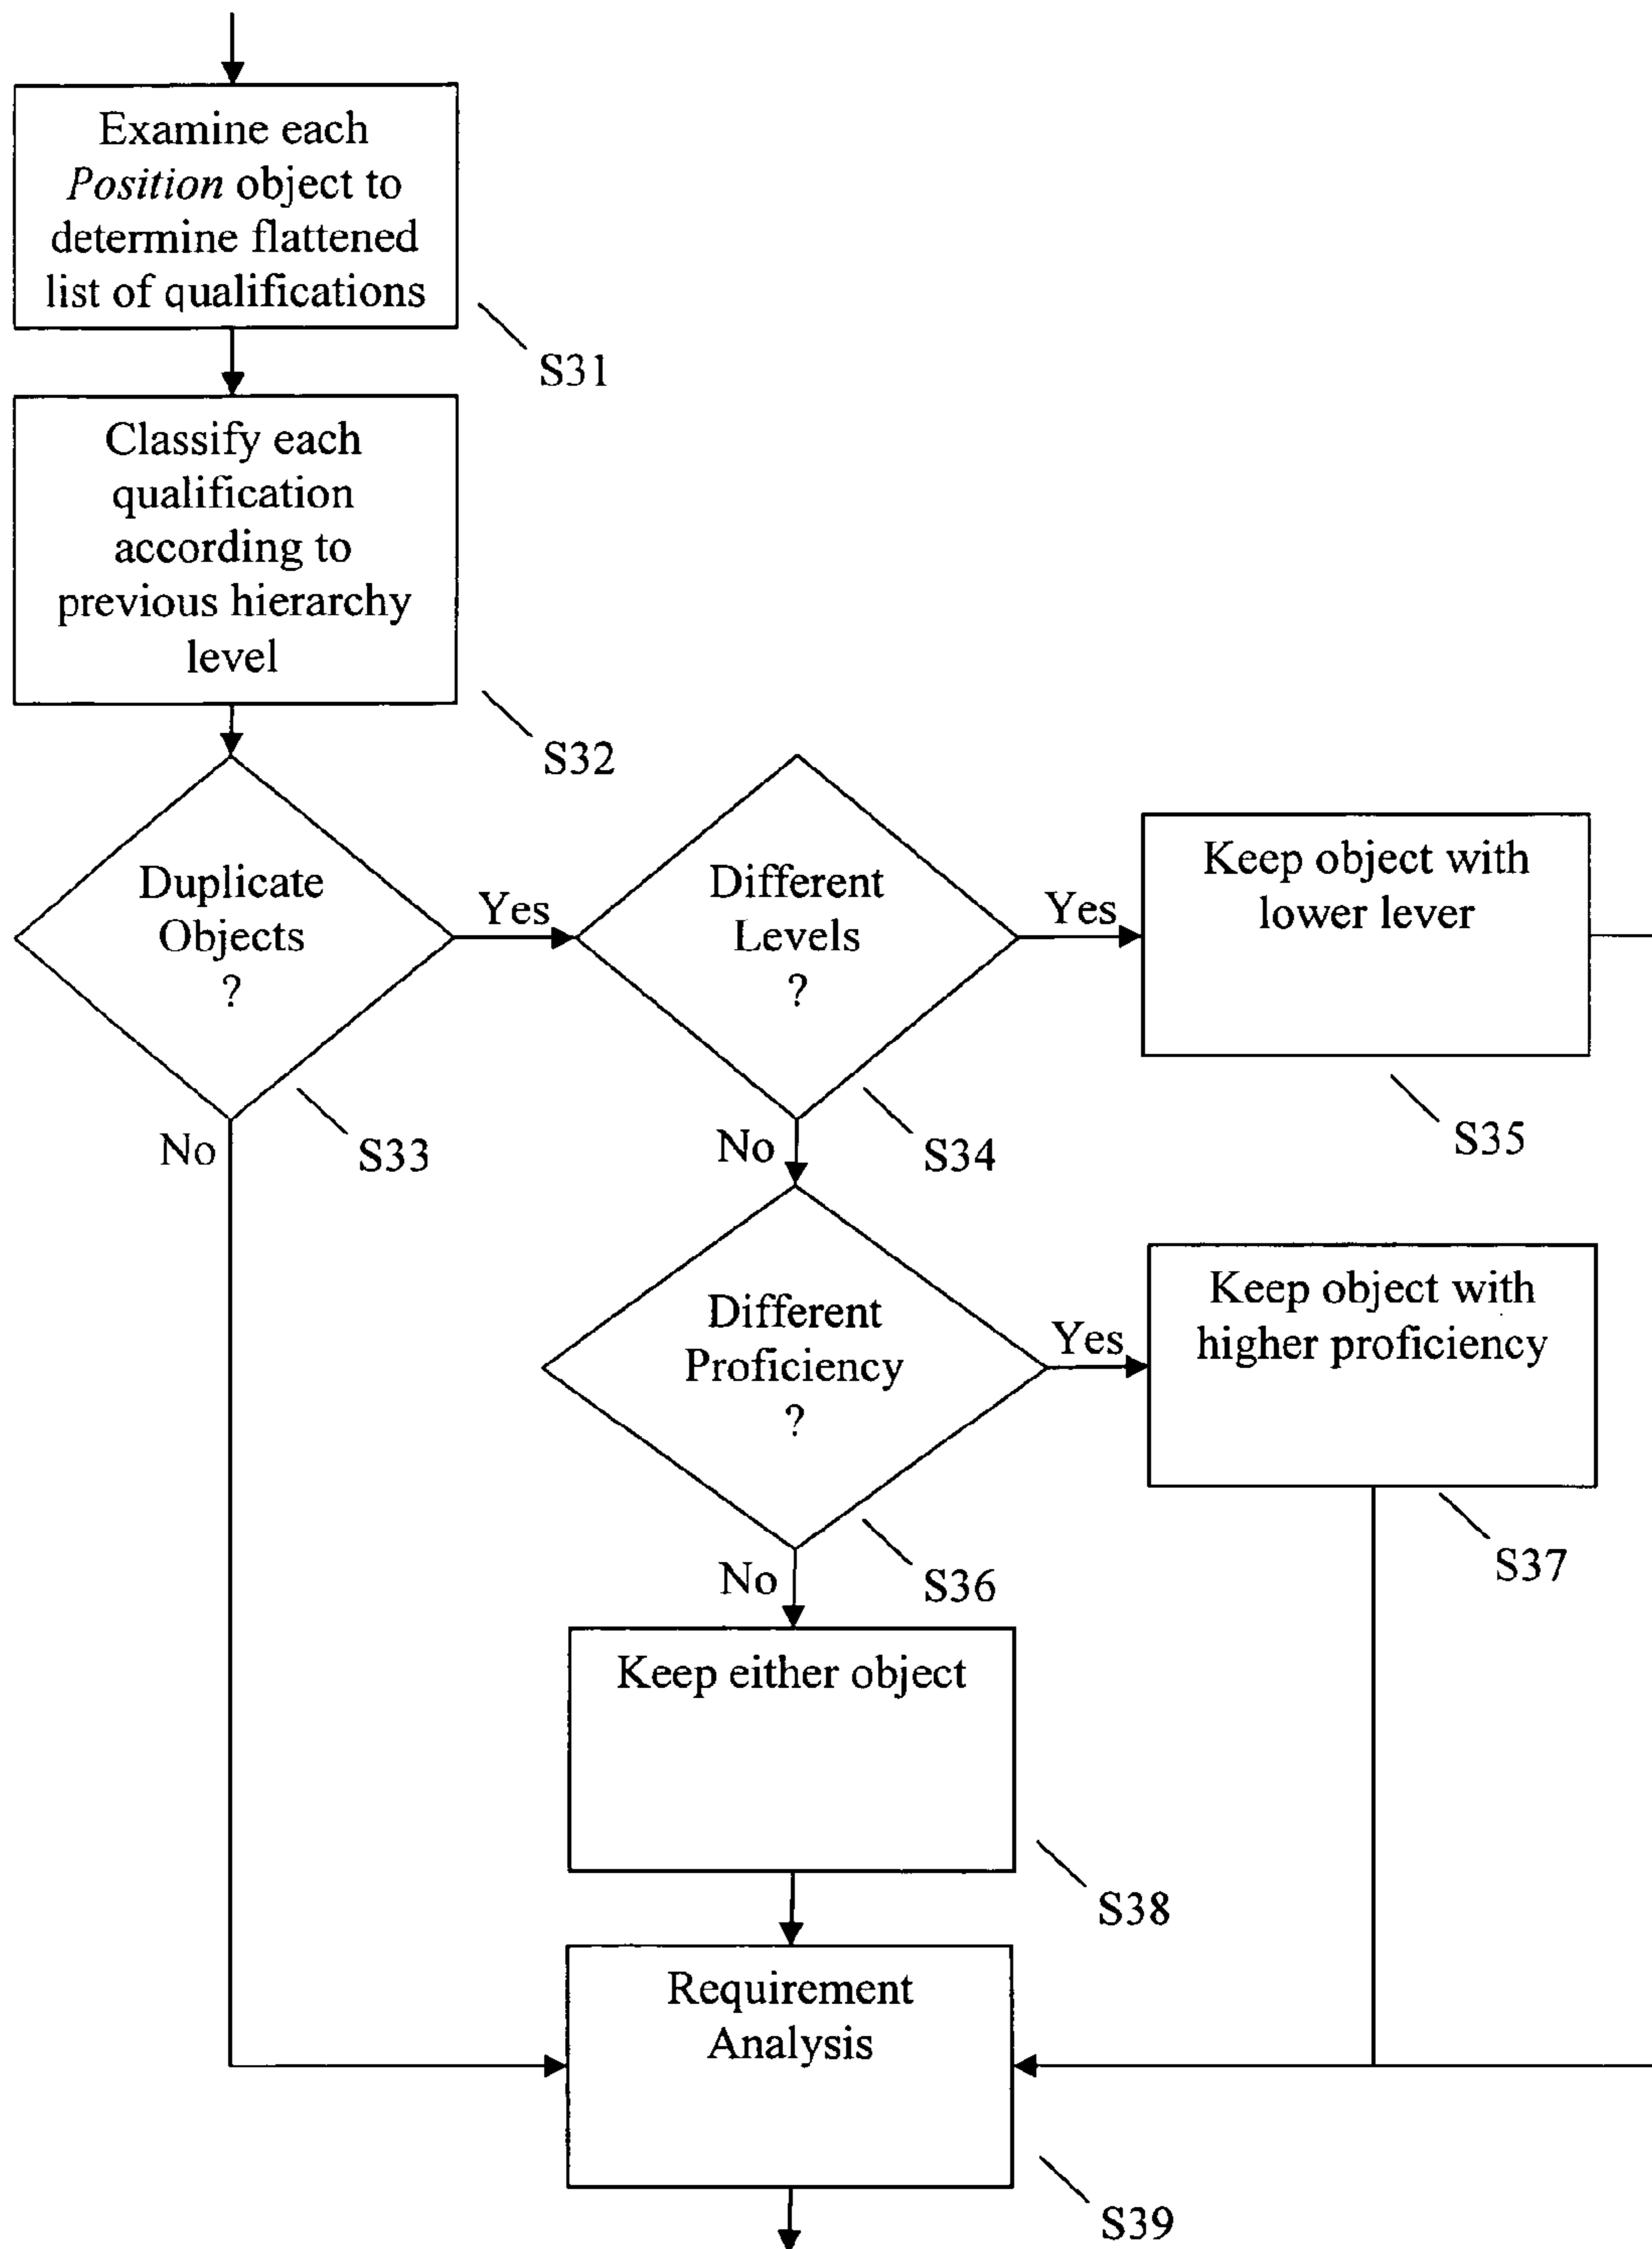 Examine each
Position object to
determine flattened
list of qualifications
S31
Classify each
qualification
according to
previous hierarchy
level
S32
Duplicate
Objects
?
Yes
No
S33
Different
Levels
?
Yes
No
S34
Keep object with
lower lever
S35
Different
Proficiency
?
Yes
No
S36
Keep object with
higher proficiency
S37
Keep either object
S38
Requirement
Analysis
S39